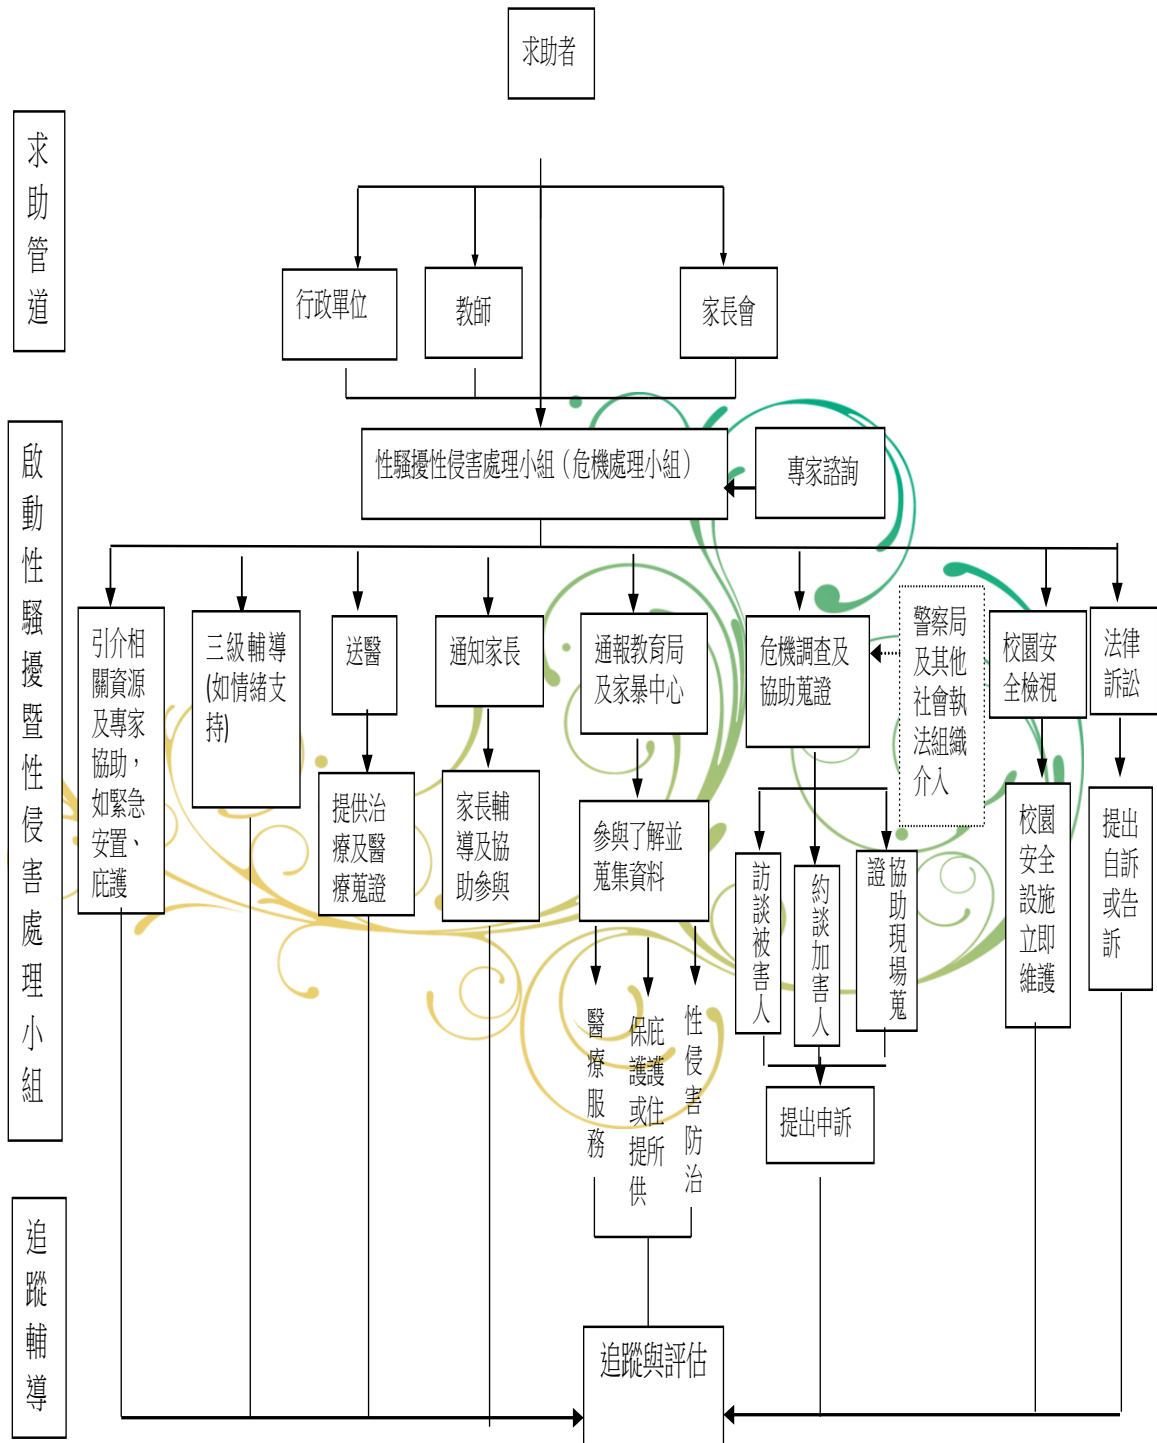 求助者
求助管道
行政單位
教師
家長會
啟動性騷擾暨性侵害處理小組
性騷擾性侵害處理小組（危機處理小組）
專家諮詢
引介相
關資源
及專家
協助，
如緊急
安置、
庇護
三級輔導
(如情緒支
持)
送醫
通知家長
通報教育局
及家暴中心
危機調查及
協助蒐證
警察局
及其他
社會執
法組織
介入
校園安
全檢視
法律
訴訟
提供治
療及醫
療蒐證
家長輔
導及協
助參與
參與了解並
蒐集資料
訪談被害人
約談加害人
協助現場蒐
證
校園
安全
設施
立即
維護
提出
自訴
或告
訴
醫療服務
庇護住所
保護或提供
性侵害防治
提出申訴
追蹤輔導
追蹤與評估